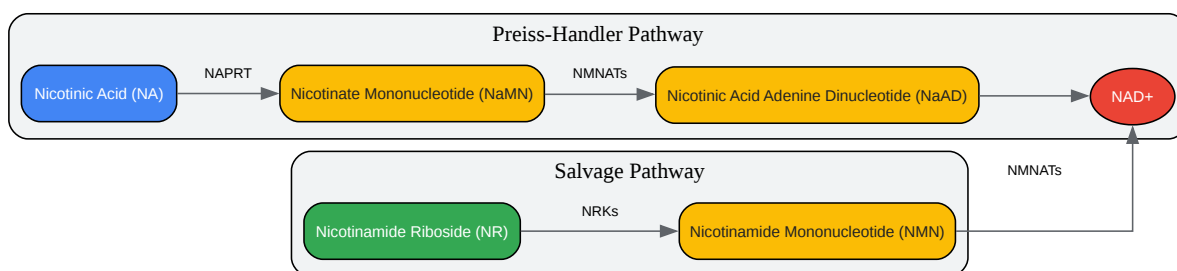 Preiss-Handler Pathway
Nicotinic Acid (NA)
NAPRT
Nicotinate Mononucleotide (NaMN)
NMNATs
Nicotinic Acid Adenine Dinucleotide (NaAD)
NAD+
Salvage Pathway
Nicotinamide Riboside (NR)
NRKs
Nicotinamide Mononucleotide (NMN)
NMNATs